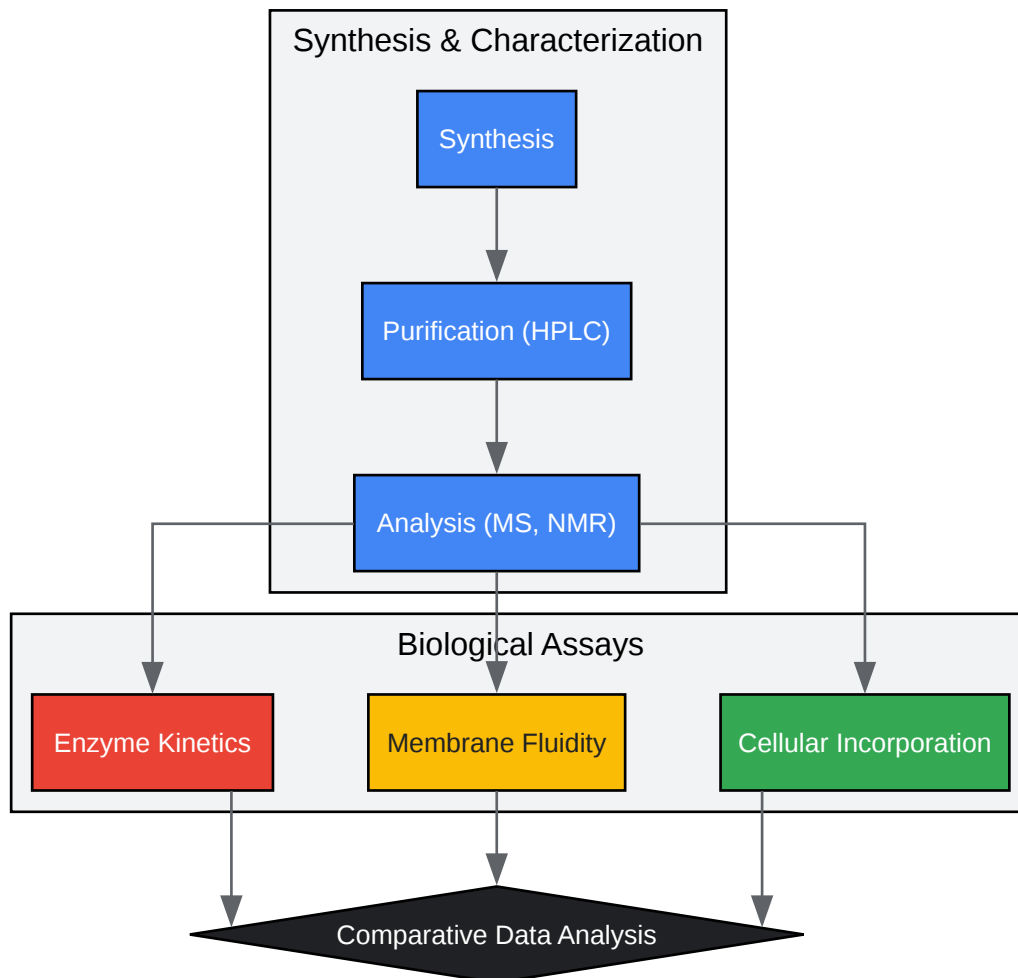 Synthesis & Characterization
Synthesis
Purification (HPLC)
Analysis (MS, NMR)
Biological Assays
Enzyme Kinetics
Membrane Fluidity
Cellular Incorporation
Comparative Data Analysis